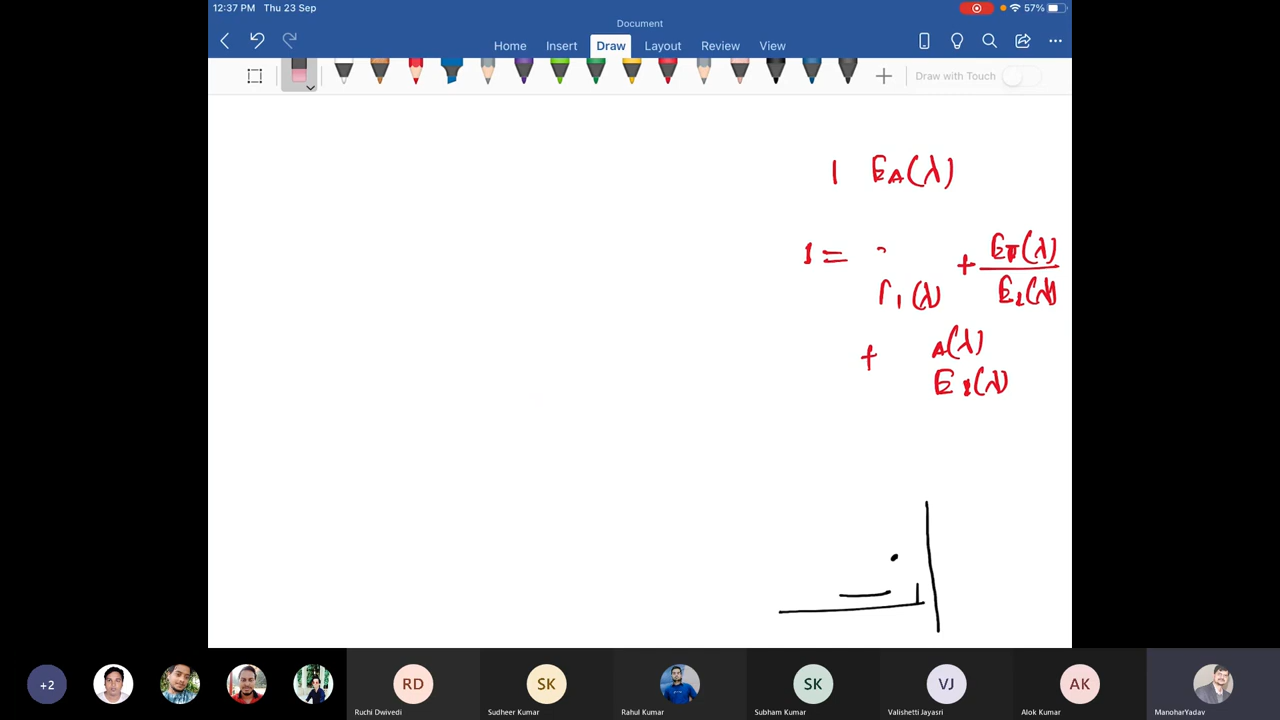 12:37 PM Thu 23 Sep
57%
Document
Home Insert Draw Layout Review View
Draw with Touch
1 EA(λ)
1 = r1(λ) + ET(λ)
EI(λ)
+ A(λ)
EI(λ)
+2
RD SK SK VJ AK
Ruchi Dwivedi Sudheer Kumar Rahul Kumar Subham Kumar Valishetti Jayasri Alok Kumar ManoharYadav